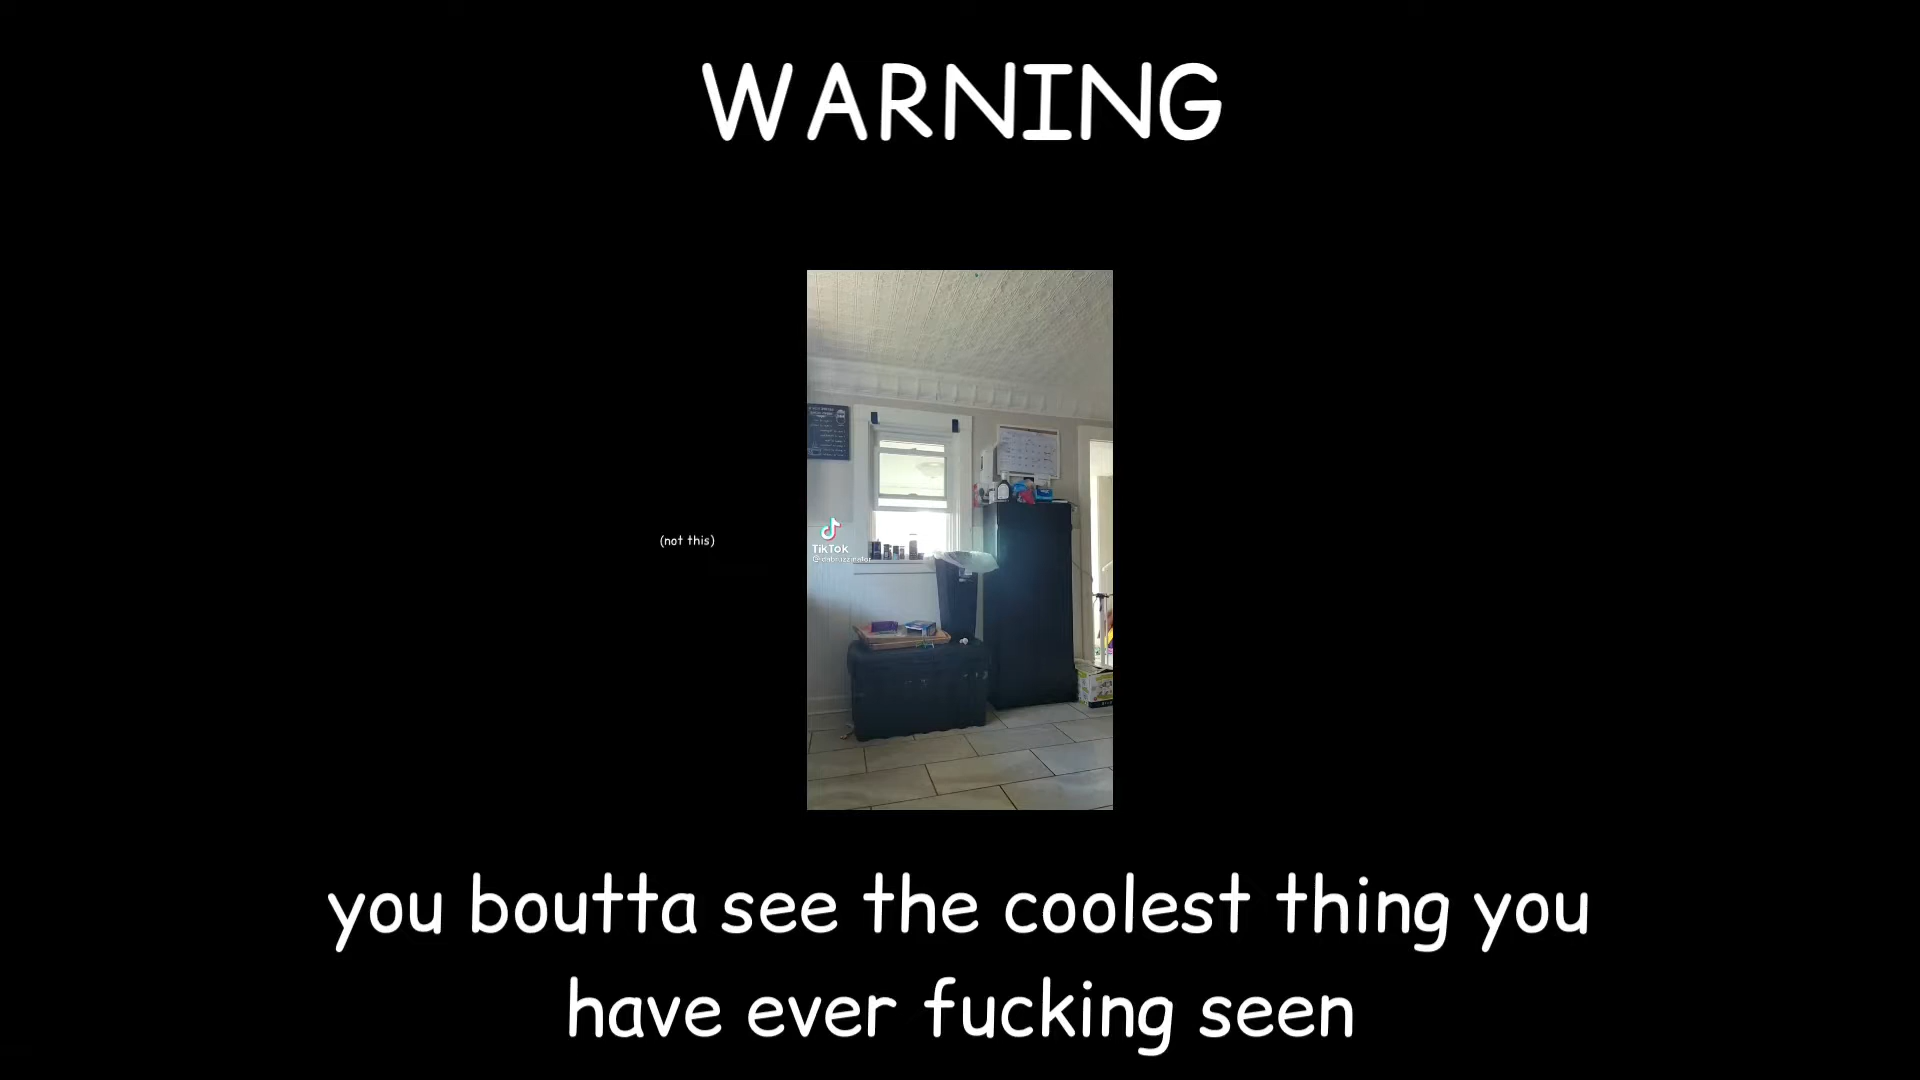 WARNING
(not this)
TikTok
you boutta see the coolest thing you
have ever fucking seen